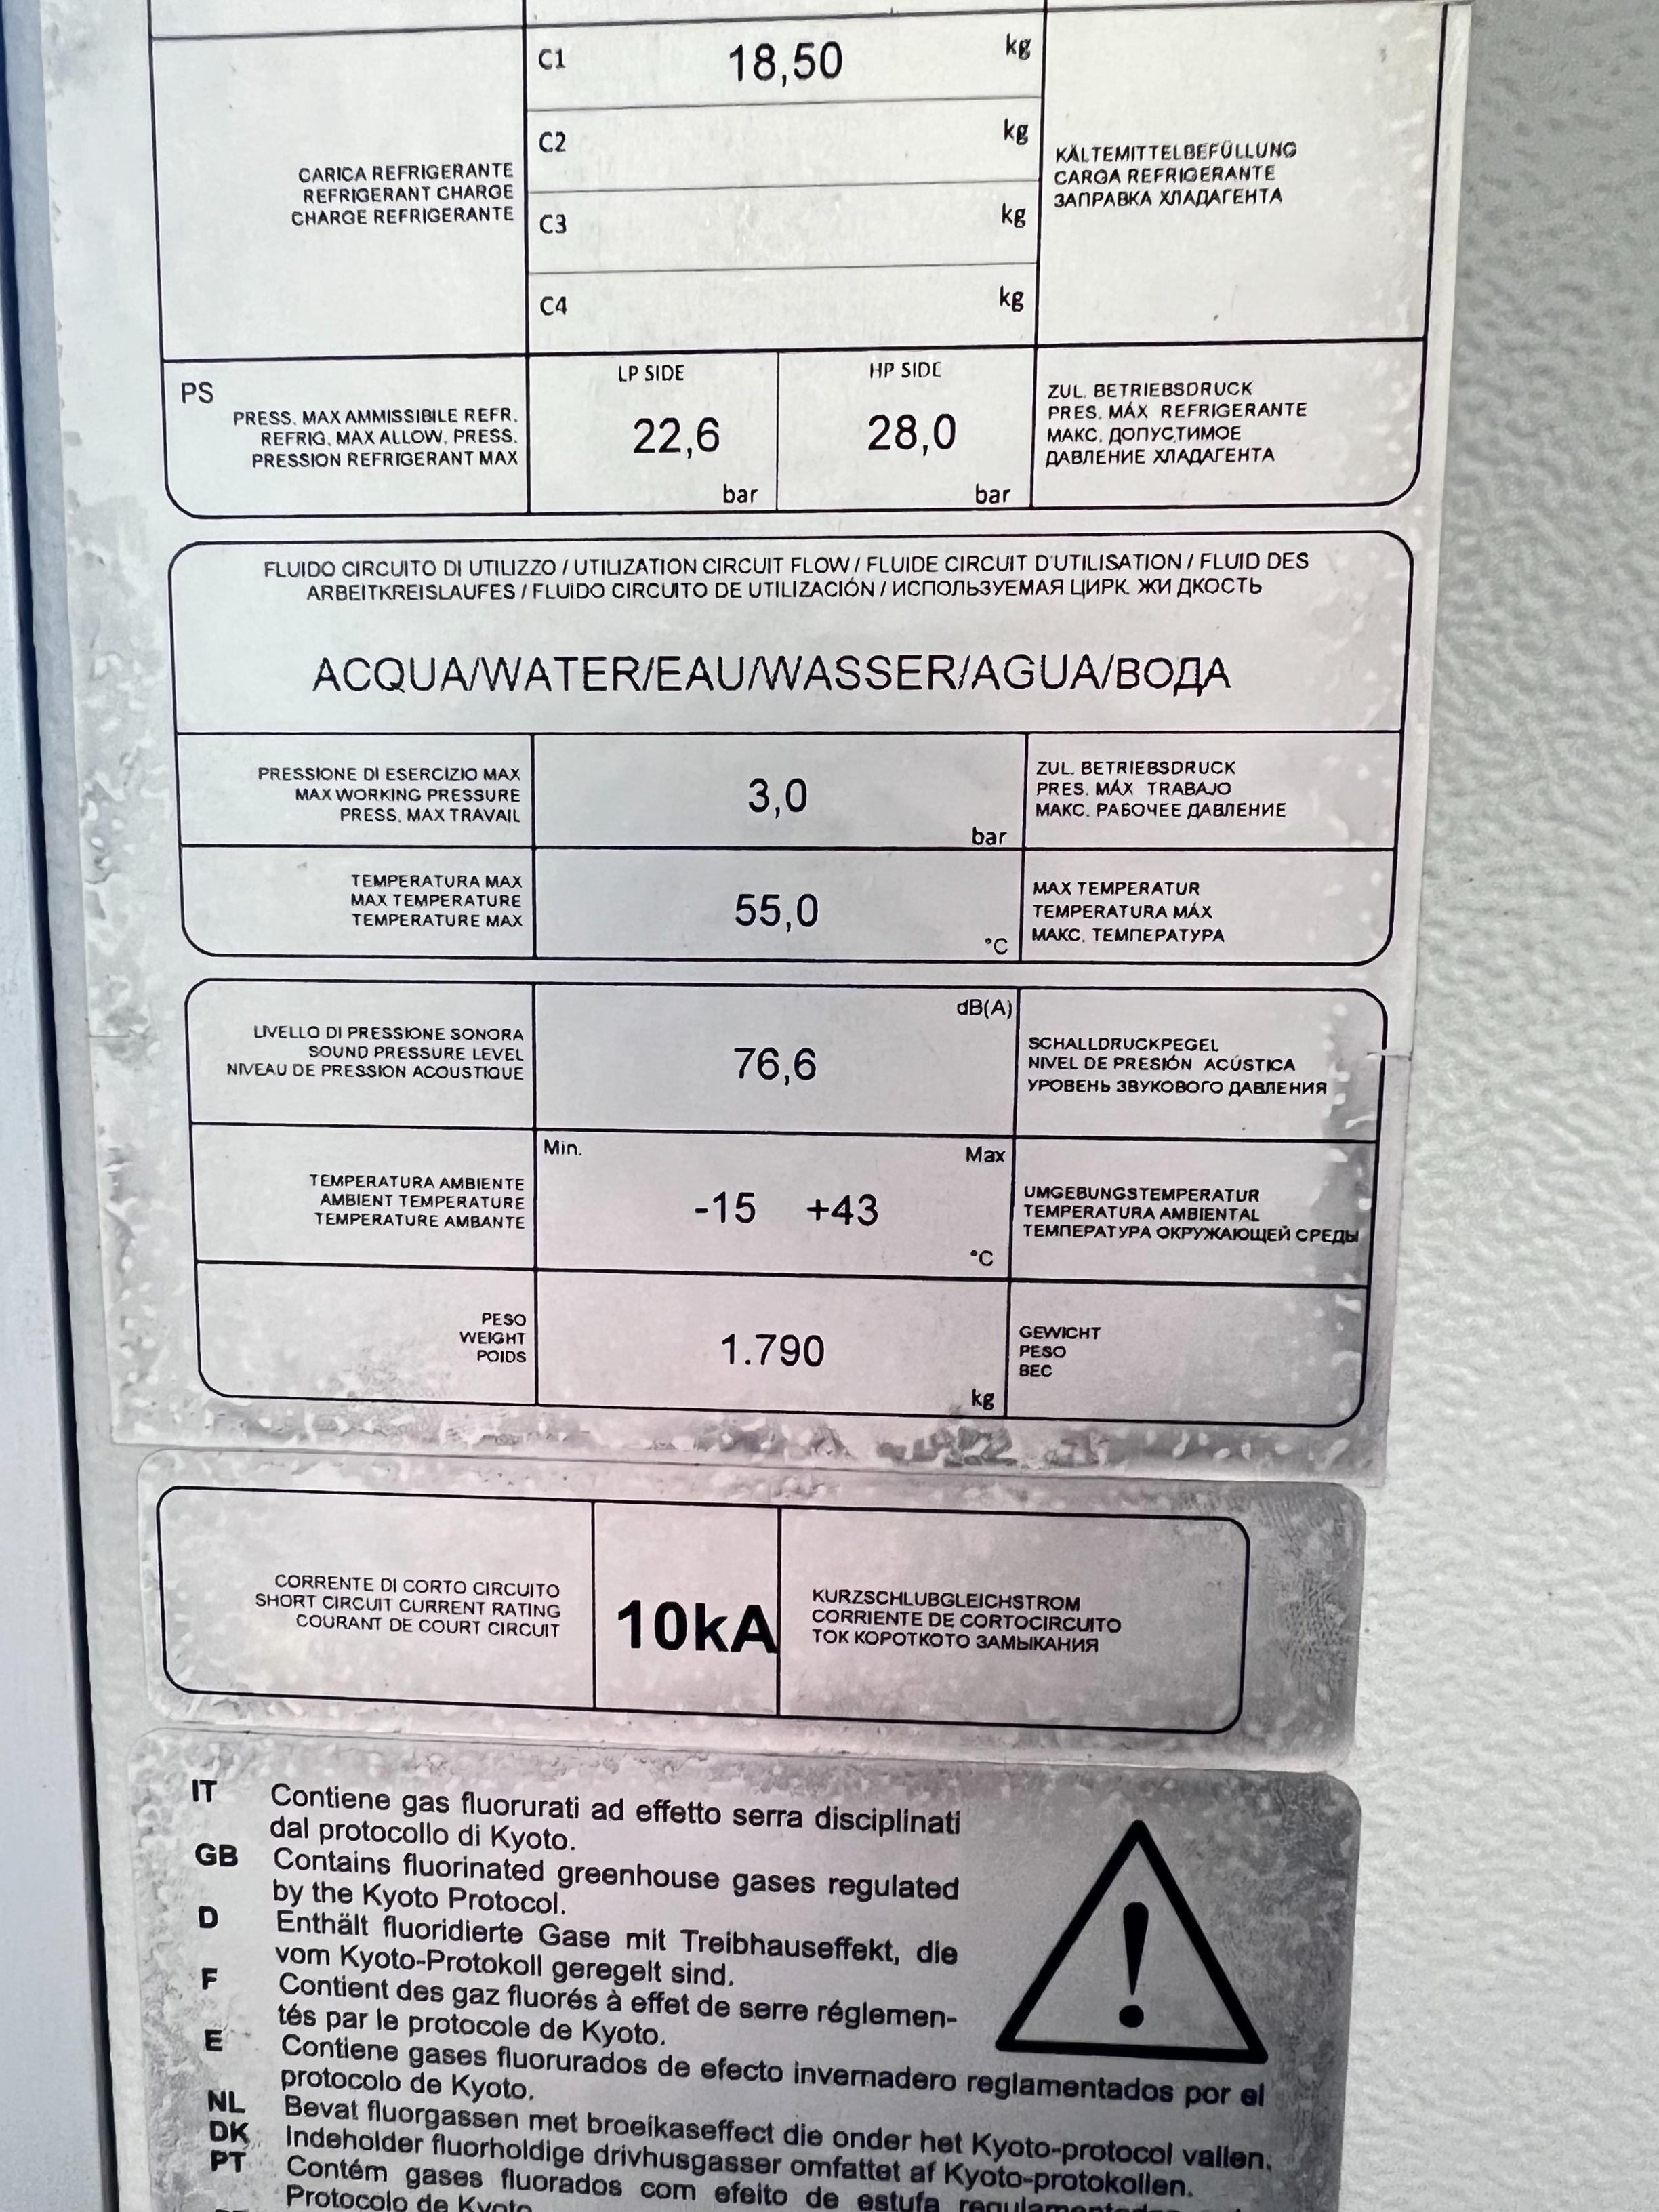 C1 18,50 kg
C2 kg
C3 kg
C4 kg
CARICA REFRIGERANTE
REFRIGERANT CHARGE
CHARGE REFRIGERANTE
KÄLTEMITTELBEFÜLLUNG
CARGA REFRIGERANTE
ЗАПРАВКА ХЛАДАГЕНТА
PS
PRESS. MAX AMMISSIBILE REFR.
REFRIG. MAX ALLOW. PRESS.
PRESSION REFRIGERANT MAX
LP SIDE
22,6
bar
HP SIDE
28,0
bar
ZUL. BETRIEBSDRUCK
PRES. MÁX REFRIGERANTE
МАКС. ДОПУСТИМОЕ
ДАВЛЕНИЕ ХЛАДАГЕНТА
FLUIDO CIRCUITO DI UTILIZZO / UTILIZATION CIRCUIT FLOW / FLUIDE CIRCUIT D'UTILISATION / FLUID DES
ARBEITKREISLAUFES / FLUIDO CIRCUITO DE UTILIZACIÓN / ИСПОЛЬЗУЕМАЯ ЦИРК. ЖИ ДКОСТЬ
ACQUA/WATER/EAU/WASSER/AGUA/ВОДА
PRESSIONE DI ESERCIZIO MAX
MAX WORKING PRESSURE
PRESS. MAX TRAVAIL
3,0
bar
ZUL. BETRIEBSDRUCK
PRES. MÁX TRABAJO
МАКС. РАБОЧЕЕ ДАВЛЕНИЕ
TEMPERATURA MAX
MAX TEMPERATURE
TEMPERATURE MAX
55,0
°C
MAX TEMPERATUR
TEMPERATURA MÁX
МАКС. ТЕМПЕРАТУРА
LIVELLO DI PRESSIONE SONORA
SOUND PRESSURE LEVEL
NIVEAU DE PRESSION ACOUSTIQUE
dB(A)
76,6
SCHALLDRUCKPEGEL
NIVEL DE PRESIÓN ACÚSTICA
УРОВЕНЬ ЗВУКОВОГО ДАВЛЕНИЯ
TEMPERATURA AMBIENTE
AMBIENT TEMPERATURE
TEMPERATURE AMBANTE
Min. Max
-15 +43
°C
UMGEBUNGSTEMPERATUR
TEMPERATURA AMBIENTAL
ТЕМПЕРАТУРА ОКРУЖАЮЩЕЙ СРЕДЫ
PESO
WEIGHT
POIDS
1.790
kg
GEWICHT
PESO
ВЕС
CORRENTE DI CORTO CIRCUITO
SHORT CIRCUIT CURRENT RATING
COURANT DE COURT CIRCUIT
10kA
KURZSCHLUBGLEICHSTROM
CORRIENTE DE CORTOCIRCUITO
ТОК КОРОТКОТО ЗАМЫКАНИЯ
IT Contiene gas fluorurati ad effetto serra disciplinati
dal protocollo di Kyoto.
GB Contains fluorinated greenhouse gases regulated
by the Kyoto Protocol.
D Enthält fluoridierte Gase mit Treibhauseffekt, die
vom Kyoto-Protokoll geregelt sind.
F Contient des gaz fluorés à effet de serre réglemen-
tés par le protocole de Kyoto.
E Contiene gases fluorurados de efecto invernadero reglamentados por el
protocolo de Kyoto.
NL Bevat fluorgassen met broeikaseffect die onder het Kyoto-protocol vallen.
DK Indeholder fluorholdige drivhusgasser omfattet af Kyoto-protokollen.
PT Contém gases fluorados com efeito de estufa
Protocolo de Kyoto